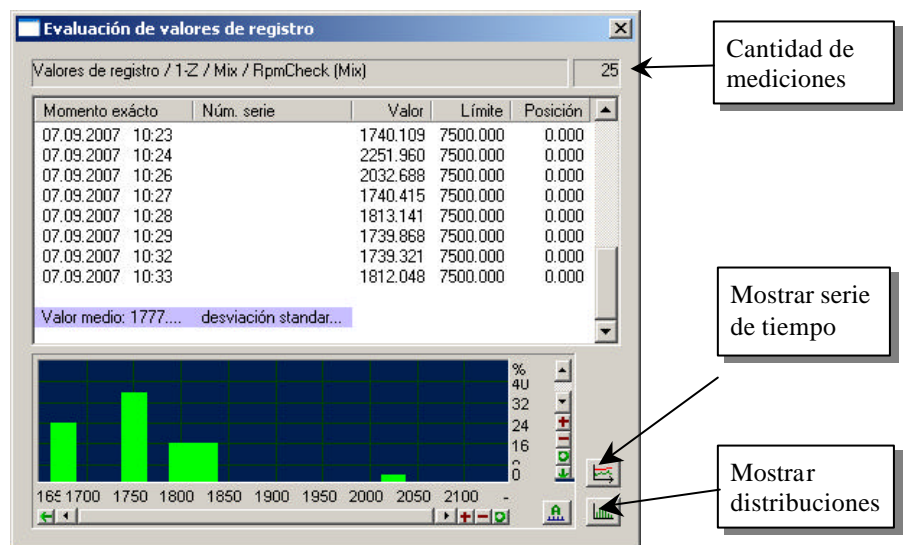 Evaluación de valores de registro
Valores de registro / 1-Z / Mix / RpmCheck (Mix) 25
Cantidad de
mediciones
Momento exácto Núm. serie Valor Límite Posición
07.09.2007 10:23 1740.109 7500.000 0.000
07.09.2007 10:24 2251.960 7500.000 0.000
07.09.2007 10:26 2032.688 7500.000 0.000
07.09.2007 10:27 1740.415 7500.000 0.000
07.09.2007 10:28 1813.141 7500.000 0.000
07.09.2007 10:29 1739.868 7500.000 0.000
07.09.2007 10:32 1739.321 7500.000 0.000
07.09.2007 10:33 1812.048 7500.000 0.000
Valor medio: 1777.... desviación standar...
Mostrar serie
de tiempo
%
40
32
24
16
0
165 1700 1750 1800 1850 1900 1950 2000 2050 2100 -
A
Mostrar
distribuciones